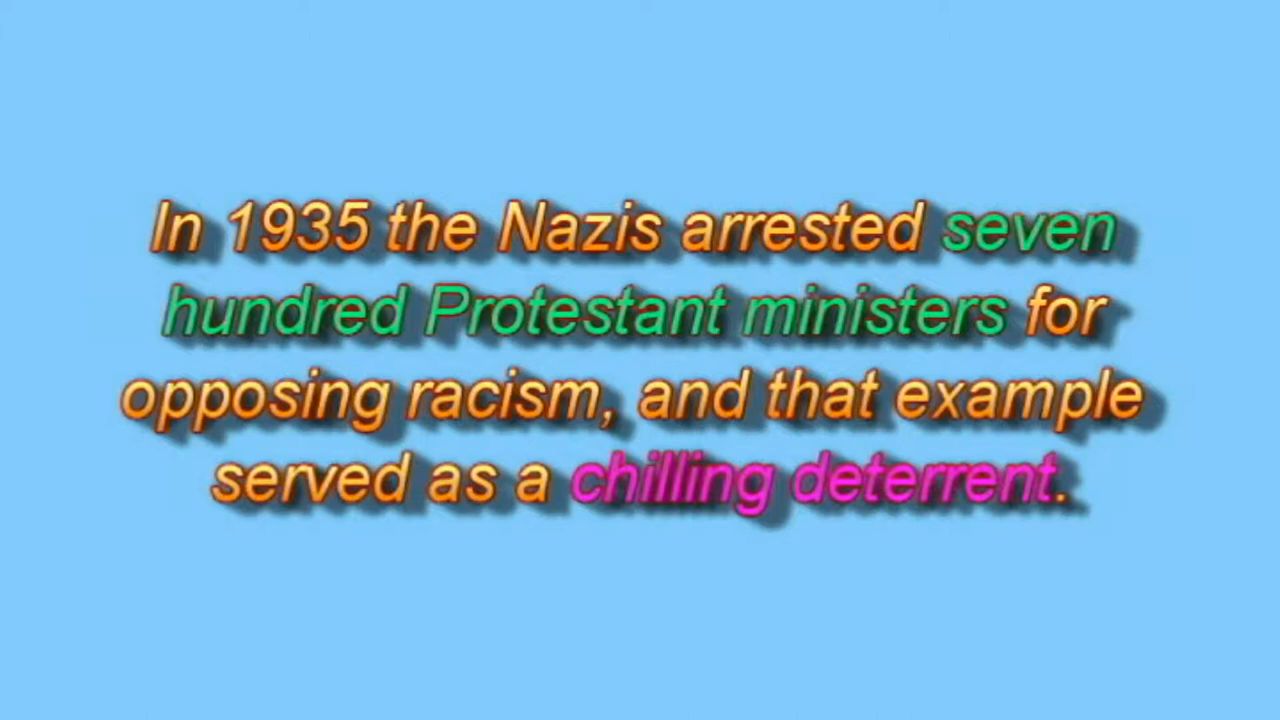 In 1935 the Nazis arrested seven
hundred Protestant ministers for
opposing racism, and that example
served as a chilling deterrent.